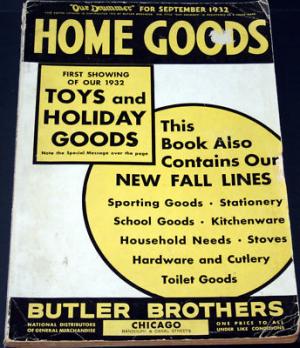 "Our Drummer" FOR SEPTEMBER 1932
HOME GOODS
FIRST SHOWING
OF OUR 1932
TOYS and
HOLIDAY
GOODS
Note the Special Message over the page
This
Book Also
Contains Our
NEW FALL LINES
Sporting Goods · Stationery
School Goods · Kitchenware
Household Needs · Stoves
Hardware and Cutlery
Toilet Goods
BUTLER BROTHERS
NATIONAL DISTRIBUTORS
OF GENERAL MERCHANDISE
CHICAGO
RANDOLPH & CANAL STREETS
ONE PRICE TO ALL
UNDER LIKE CONDITIONS